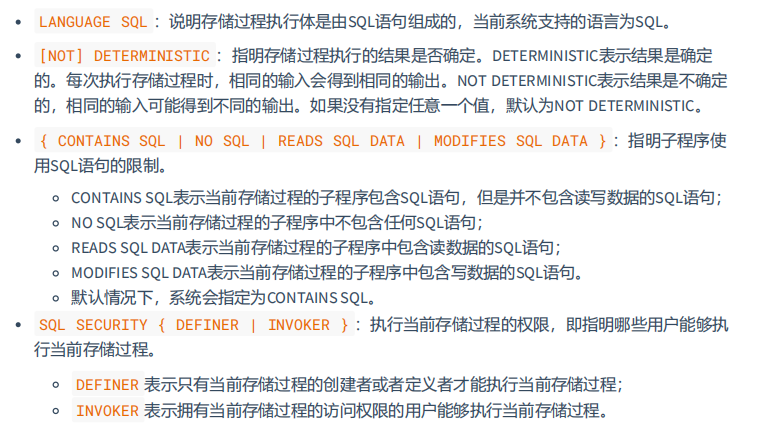 LANGUAGE SQL：说明存储过程执行体是由SQL语句组成的，当前系统支持的语言为SQL。
[NOT] DETERMINISTIC：指明存储过程执行的结果是否确定。DETERMINISTIC表示结果是确定
的。每次执行存储过程时，相同的输入会得到相同的输出。NOT DETERMINISTIC表示结果是不确定
的，相同的输入可能得到不同的输出。如果没有指定任意一个值，默认为NOT DETERMINISTIC。
{ CONTAINS SQL | NO SQL | READS SQL DATA | MODIFIES SQL DATA }：指明子程序使
用SQL语句的限制。
CONTAINS SQL表示当前存储过程的子程序包含SQL语句，但是并不包含读写数据的SQL语句；
NO SQL表示当前存储过程的子程序中不包含任何SQL语句；
READS SQL DATA表示当前存储过程的子程序中包含读数据的SQL语句；
MODIFIES SQL DATA表示当前存储过程的子程序中包含写数据的SQL语句。
默认情况下，系统会指定为CONTAINS SQL。
SQL SECURITY { DEFINER | INVOKER }：执行当前存储过程的权限，即指明哪些用户能够执
行当前存储过程。
DEFINER 表示只有当前存储过程的创建者或者定义者才能执行当前存储过程；
INVOKER 表示拥有当前存储过程的访问权限的用户能够执行当前存储过程。